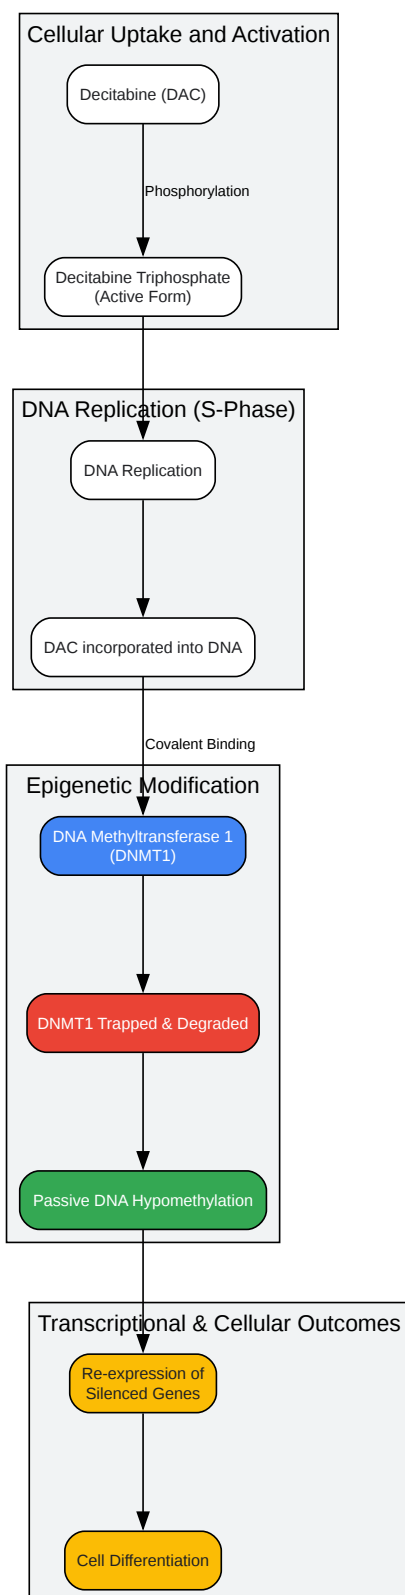 Cellular Uptake and Activation
Decitabine (DAC)
Phosphorylation
Decitabine Triphosphate
(Active Form)
DNA Replication (S-Phase)
DNA Replication
DAC incorporated into DNA
Covalent Binding
Epigenetic Modification
DNA Methyltransferase 1
(DNMT1)
DNMT1 Trapped & Degraded
Passive DNA Hypomethylation
Transcriptional & Cellular Outcomes
Re-expression of
Silenced Genes
Cell Differentiation